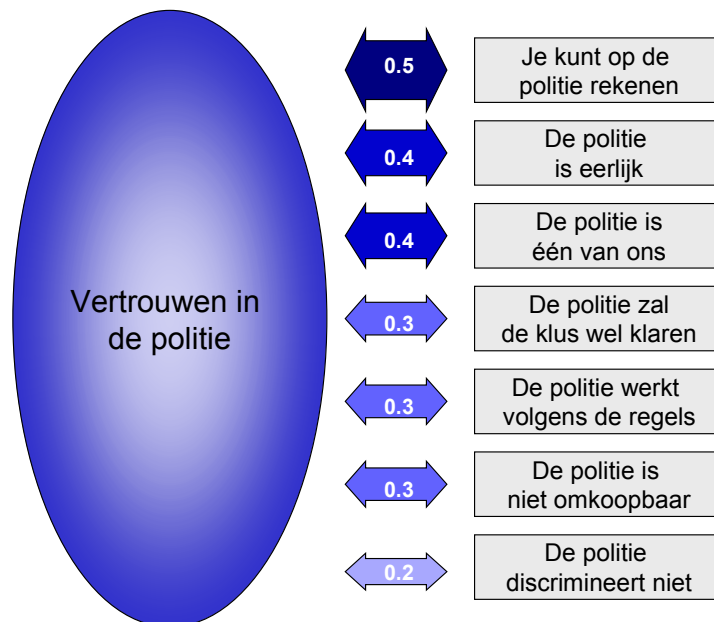 Vertrouwen in
de politie
0.5
Je kunt op de
politie rekenen
0.4
De politie
is eerlijk
0.4
De politie is
één van ons
0.3
De politie zal
de klus wel klaren
0.3
De politie werkt
volgens de regels
0.3
De politie is
niet omkoopbaar
0.2
De politie
discrimineert niet